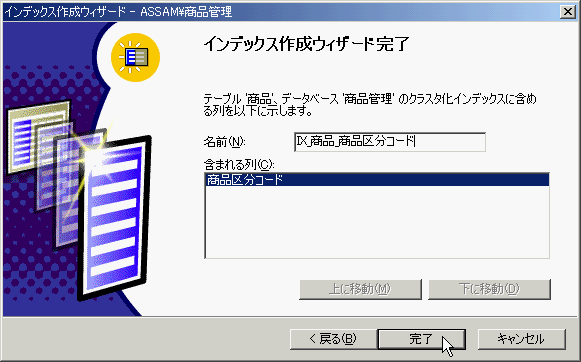 インデックス作成ウィザード - ASSAM¥商品管理
インデックス作成ウィザード完了
テーブル '商品'、データベース '商品管理' のクラスタ化インデックスに含め
る列を以下に示します。
名前(N):
IX_商品_商品区分コード
含まれる列(C):
商品区分コード
上に移動(M)
下に移動(D)
< 戻る(B)
完了
キャンセル